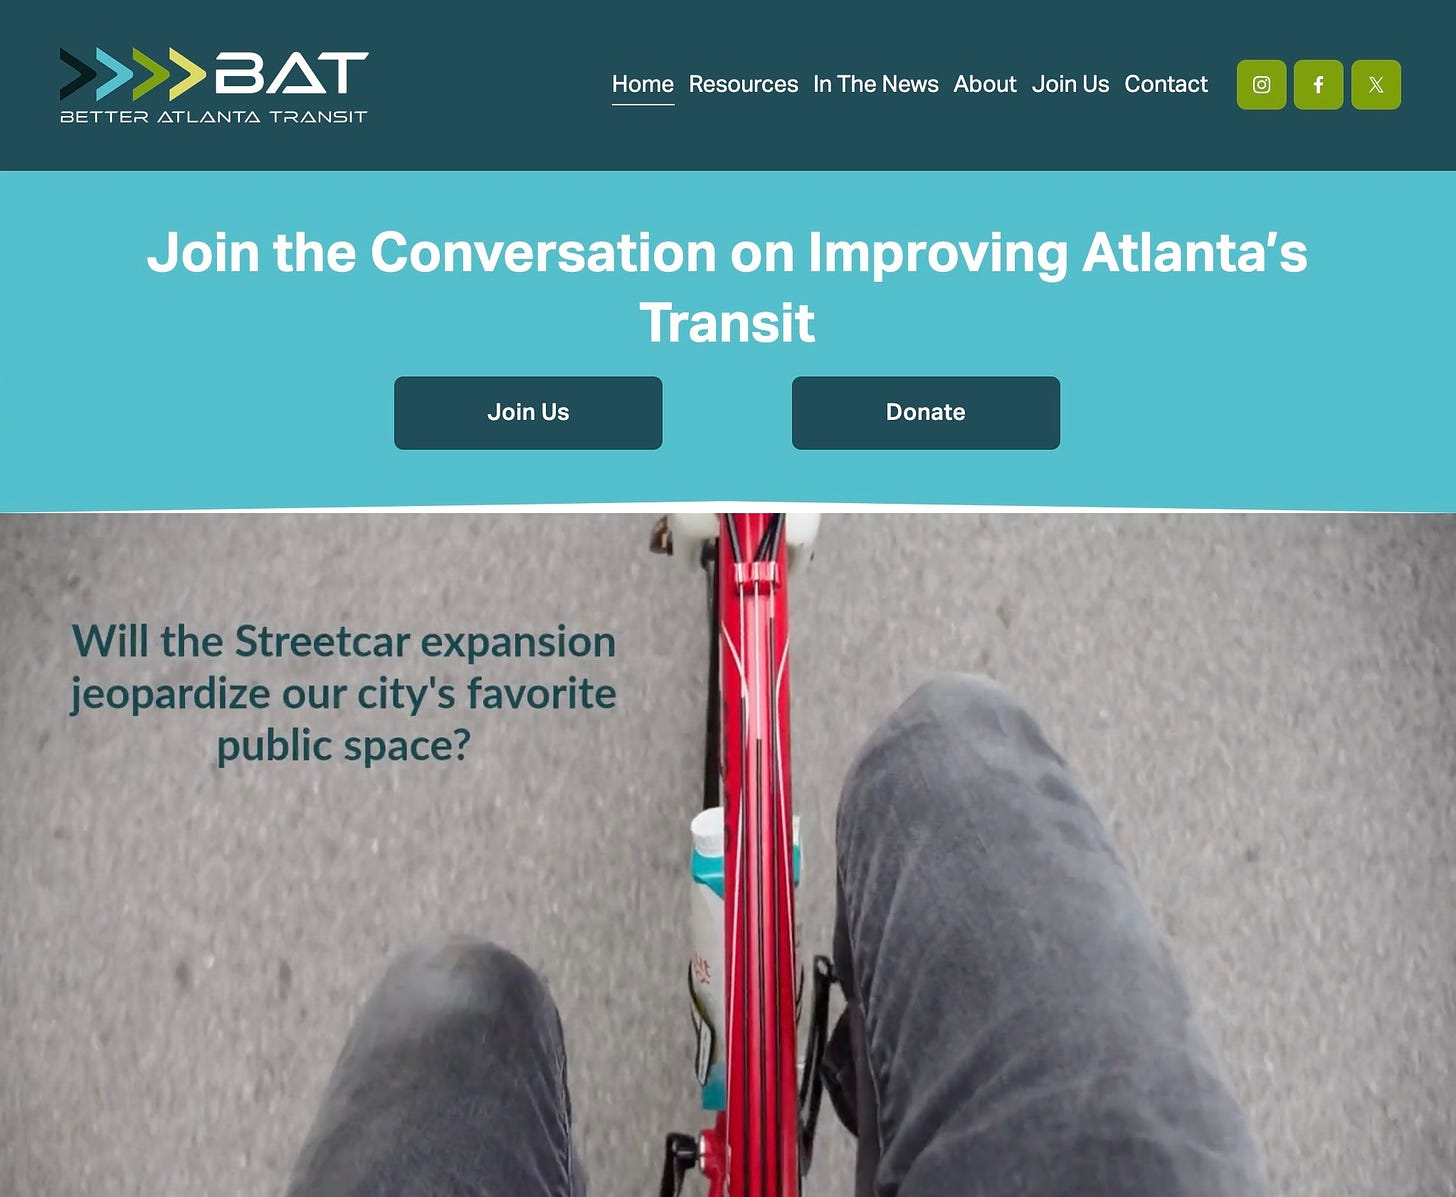 BAT
BETTER ATLANTA TRANSIT
Home Resources In The News About Join Us Contact
Join the Conversation on Improving Atlanta’s
Transit
Join Us Donate
Will the Streetcar expansion
jeopardize our city's favorite
public space?